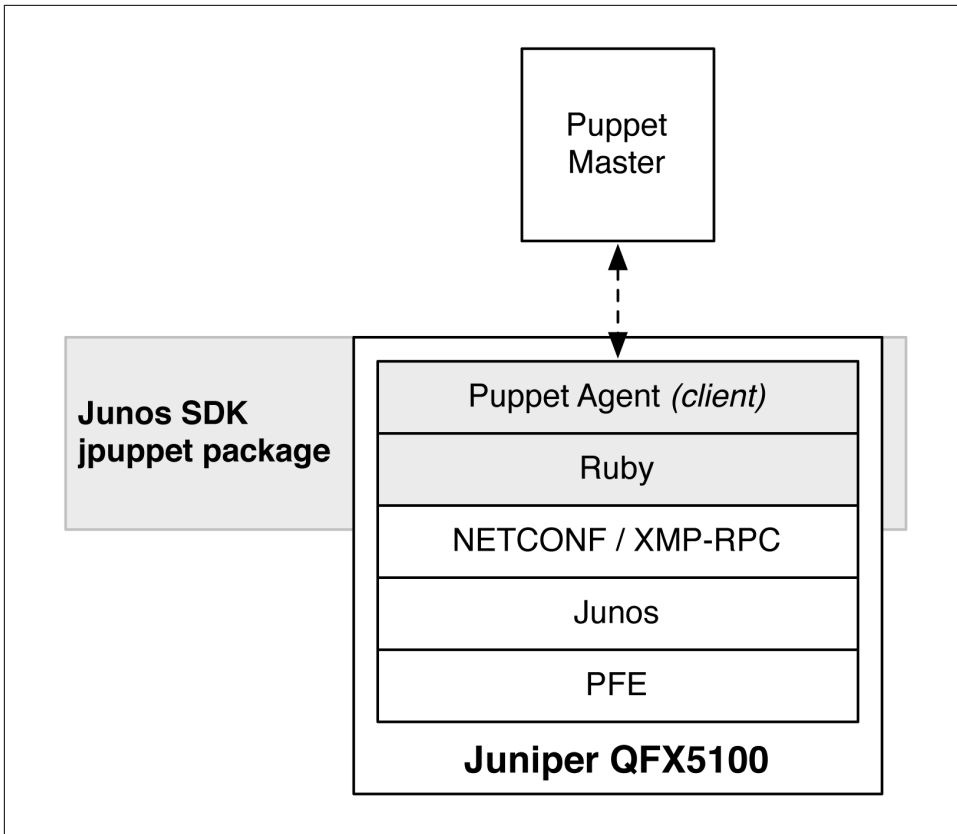 Puppet
Master
Junos SDK
jpuppet package
Puppet Agent (client)
Ruby
NETCONF / XMP-RPC
Junos
PFE
Juniper QFX5100